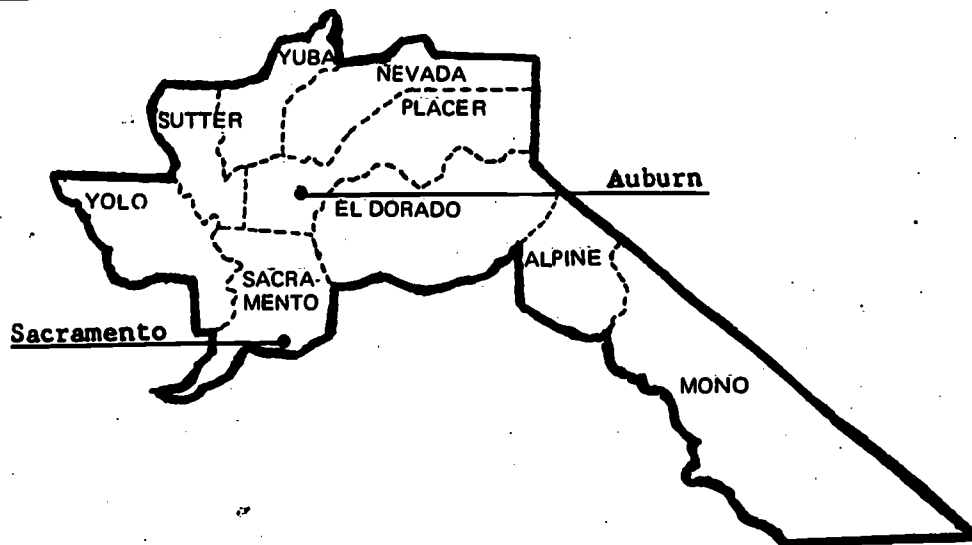 YUBA
NEVADA
PLACER
SUTTER
Auburn
YOLO
EL DORADO
ALPINE
SACRA-
MENTO
Sacramento
MONO